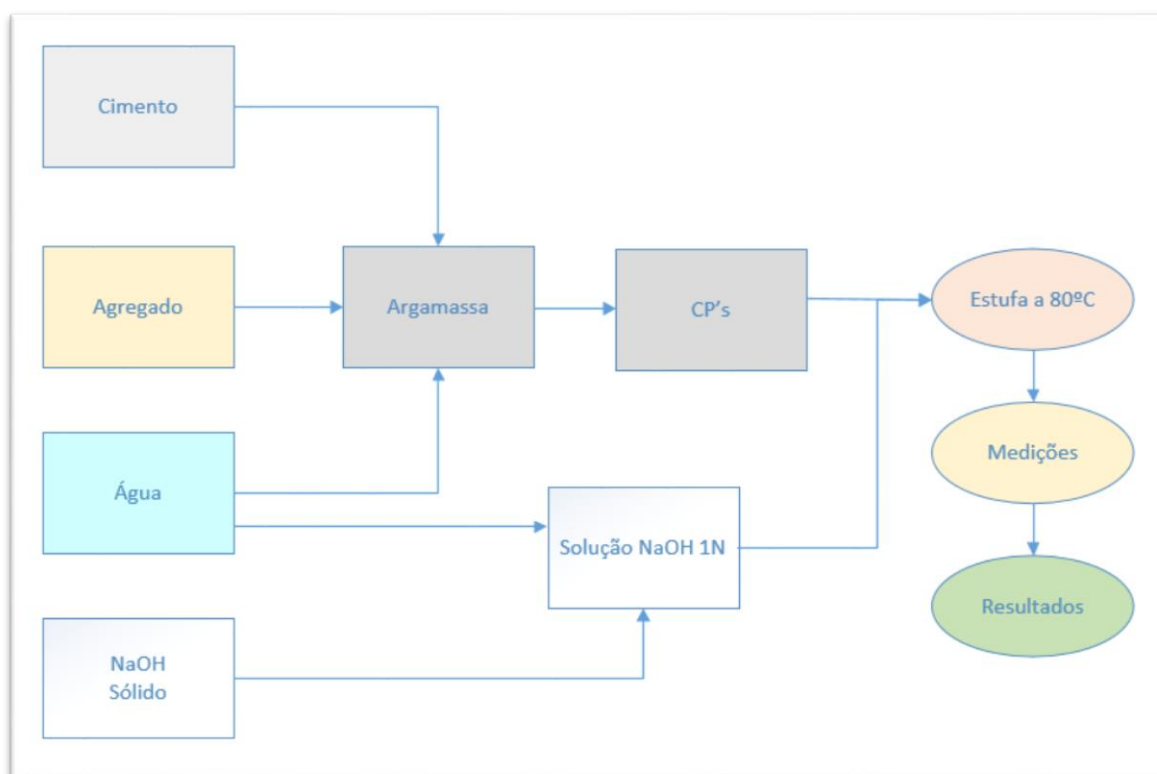 Cimento
Agregado
Argamassa
CP's
Estufa a 80ºC
Água
Medições
Solução NaOH 1N
Resultados
NaOH
Sólido